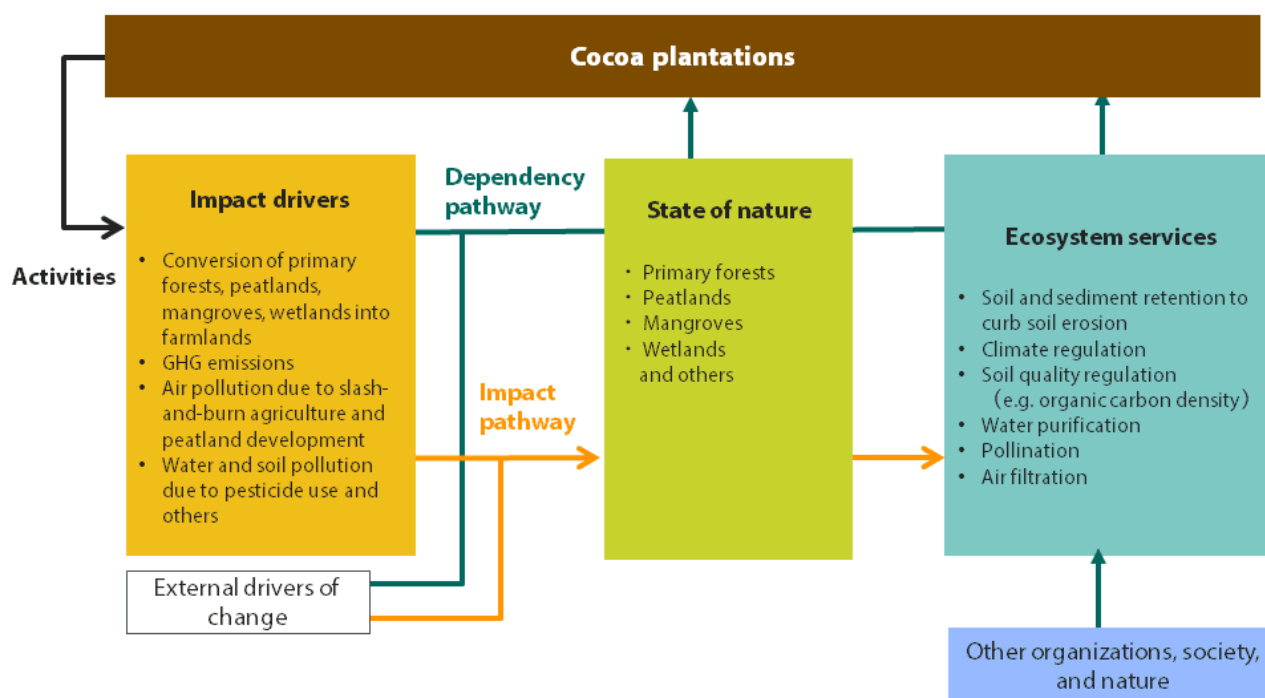 Cocoa plantations
Activities
Impact drivers
• Conversion of primary
forests, peatlands,
mangroves, wetlands into
farmlands
• GHG emissions
• Air pollution due to slash-
and-burn agriculture and
peatland development
• Water and soil pollution
due to pesticide use and
others
External drivers of
change
Dependency
pathway
Impact
pathway
State of nature
・Primary forests
・Peatlands
・Mangroves
・Wetlands
and others
Ecosystem services
• Soil and sediment retention to
curb soil erosion
• Climate regulation
• Soil quality regulation
(e.g. organic carbon density)
• Water purification
• Pollination
• Air filtration
Other organizations, society,
and nature